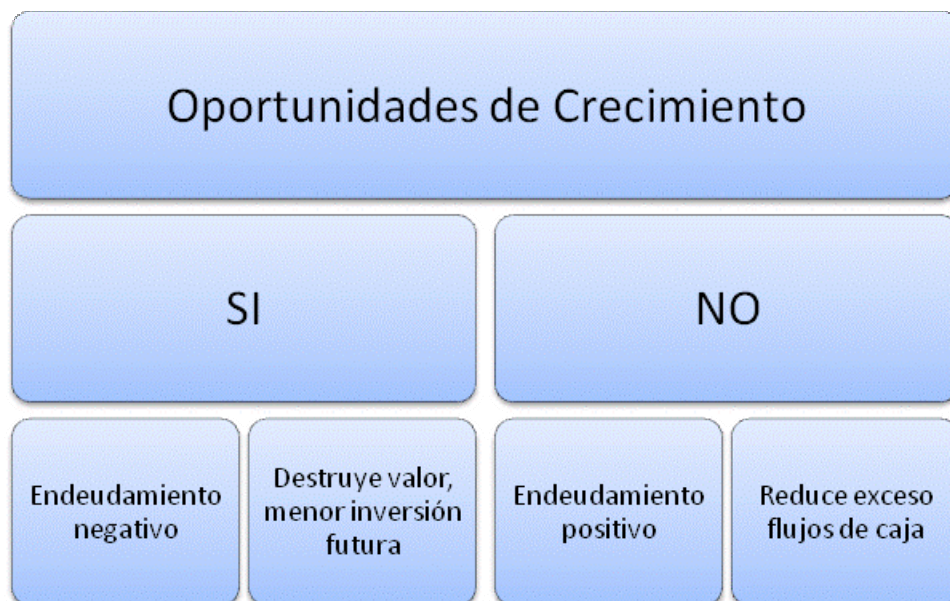 Oportunidades de Crecimiento
SI
NO
Endeudamiento
negativo
Destruye valor,
menor inversión
futura
Endeudamiento
positivo
Reduce exceso
flujos de caja